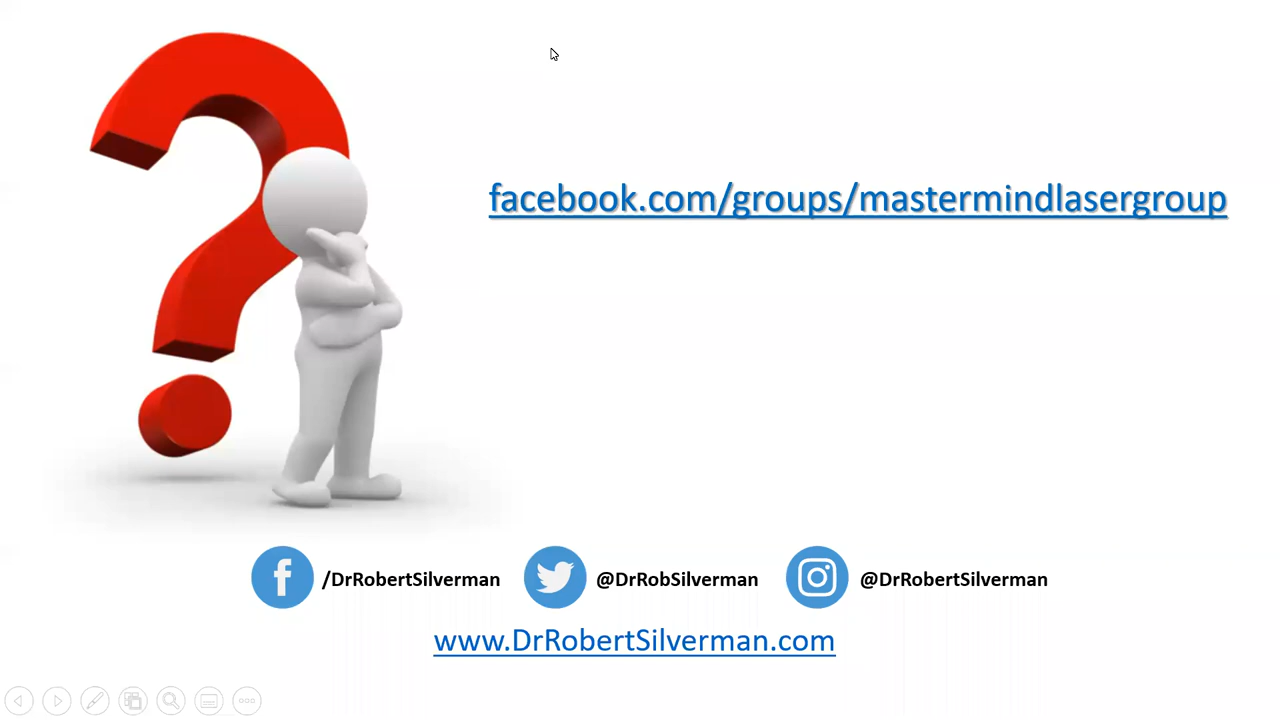 facebook.com/groups/mastermindlasergroup
/DrRobertSilverman
@DrRobSilverman
@DrRobertSilverman
www.DrRobertSilverman.com